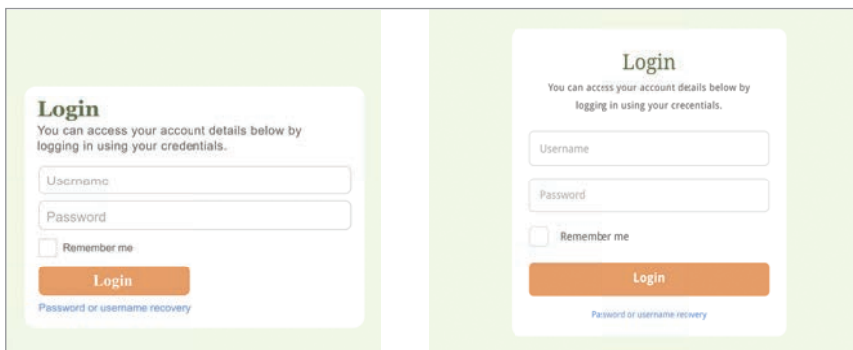 Login
You can access your account details below by
logging in using your credentials.
Username
Password
Remember me
Login
Password or username recovery
Login
You can access your account details below by
logging in using your credentials.
Username
Password
Remember me
Login
Password or username recovery